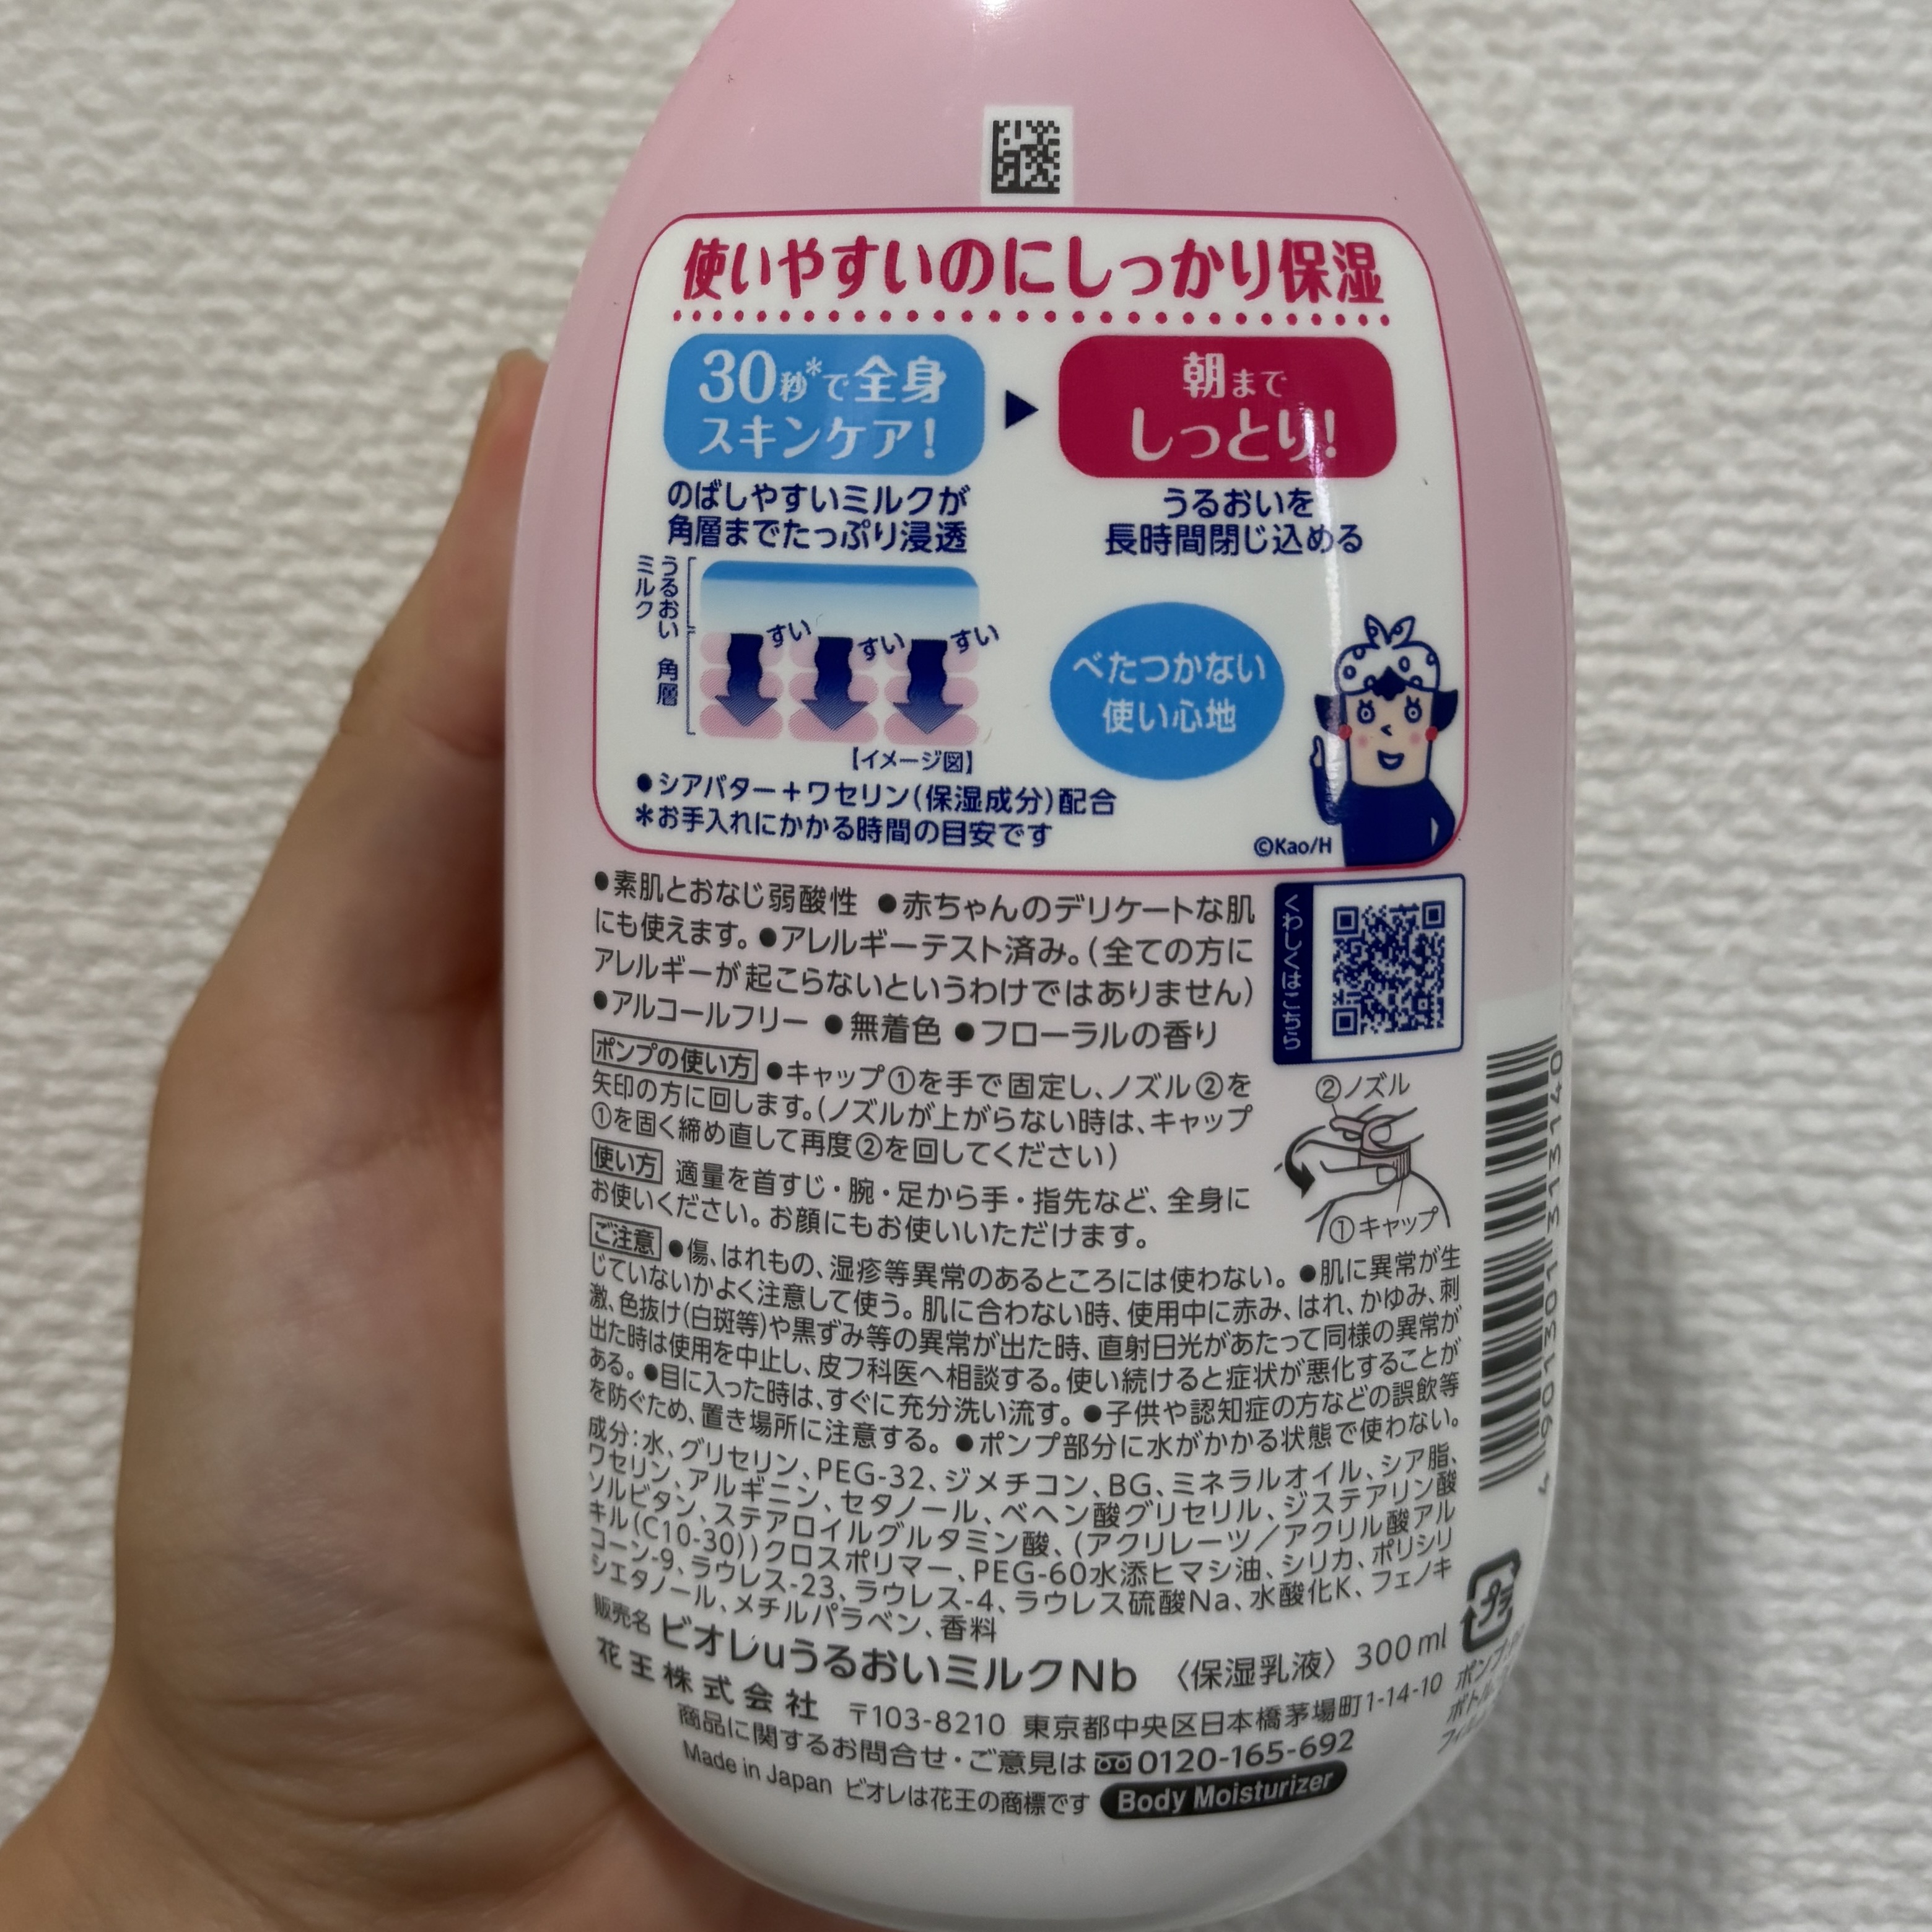 使いやすいのにしっかり保湿
30秒*で全身
スキンケア!
朝まで
しっとり!
のばしやすいミルクが
角層までたっぷり浸透
うるおいを
長時間閉じ込める
うるおい
ミルク
角層
すい
すい
すい
【イメージ図】
べたつかない
使い心地
●シアバター+ワセリン(保湿成分)配合
*お手入れにかかる時間の目安です
©Kao/H
●素肌とおなじ弱酸性 ●赤ちゃんのデリケートな肌
にも使えます。●アレルギーテスト済み。(全ての方に
アレルギーが起こらないというわけではありません)
●アルコールフリー ●無着色 ●フローラルの香り
くわしくはこちら
ポンプの使い方 ●キャップ①を手で固定し、ノズル②を
矢印の方に回します。(ノズルが上がらない時は、キャップ
①を固く締め直して再度②を回してください)
②ノズル
①キャップ
使い方 適量を首すじ・腕・足から手・指先など、全身に
お使いください。お顔にもお使いいただけます。
ご注意 ●傷、はれもの、湿疹等異常のあるところには使わない。●肌に異常が生
じていないかよく注意して使う。肌に合わない時、使用中に赤み、はれ、かゆみ、刺
激、色抜け(白斑等)や黒ずみ等の異常が出た時、直射日光があたって同様の異常が
出た時は使用を中止し、皮フ科医へ相談する。使い続けると症状が悪化することが
ある。●目に入った時は、すぐに充分洗い流す。●子供や認知症の方などの誤飲等
を防ぐため、置き場所に注意する。●ポンプ部分に水がかかる状態で使わない。
成分:水、グリセリン、PEG-32、ジメチコン、BG、ミネラルオイル、シア脂、
ワセリン、アルギニン、セタノール、ベヘン酸グリセリル、ジステアリン酸
ソルビタン、ステアロイルグルタミン酸、(アクリレーツ/アクリル酸アル
キル(C10-30))クロスポリマー、PEG-60水添ヒマシ油、シリカ、ポリシリ
コーン-9、ラウレス-23、ラウレス-4、ラウレス硫酸Na、水酸化K、フェノキ
シエタノール、メチルパラベン、香料
販売名 ビオレuうるおいミルクNb 〈保湿乳液〉 300ml
花王株式会社 〒103-8210 東京都中央区日本橋茅場町1-14-10
商品に関するお問合せ・ご意見は 0120-165-692
Made in Japan ビオレは花王の商標です Body Moisturizer
プラ
ポンプ
4 901301 313140